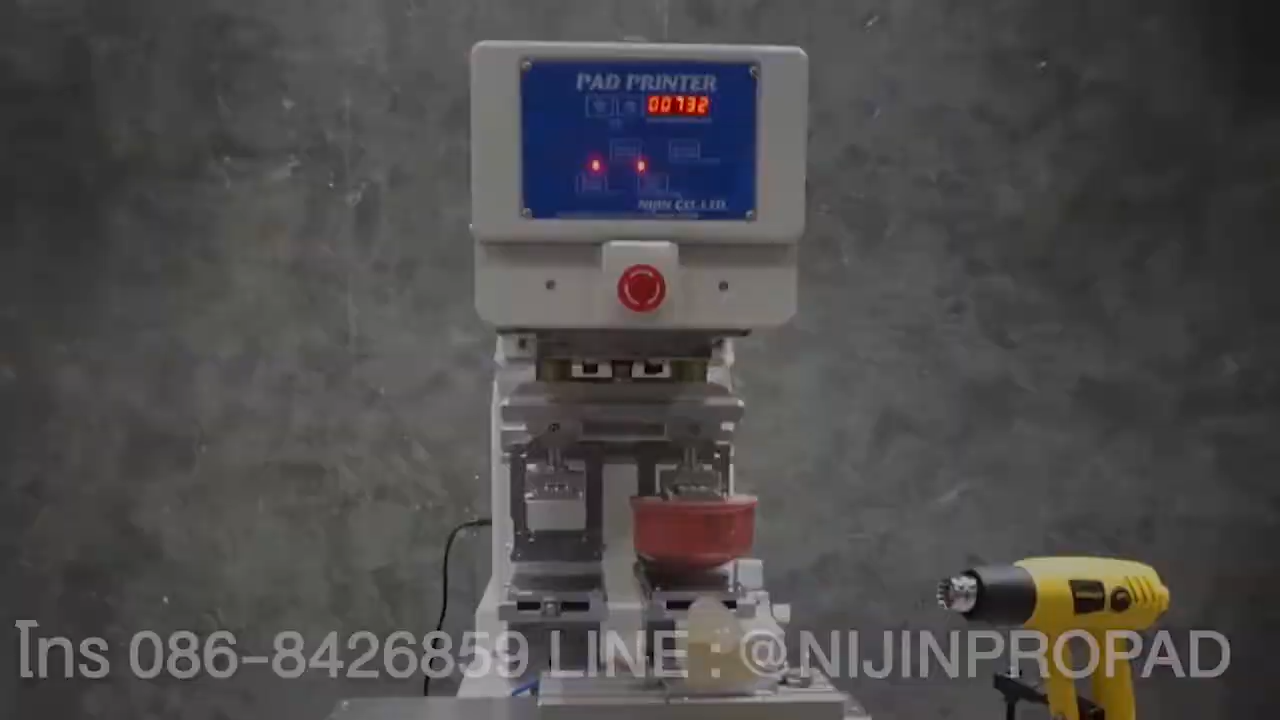 PAD PRINTER
00732
NIJIN CO.,LTD.
โทร 086-8426859 LINE : @NIJINPROPAD